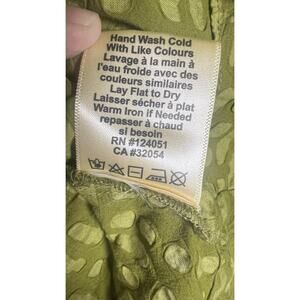 Hand Wash Cold
With Like Colours
Lavage à la main à
l'eau froide avec des
couleurs similaires
Lay Flat to Dry
Laisser sécher à plat
Warm Iron if Needed
repasser à chaud
si besoin
RN #124051
CA #32054